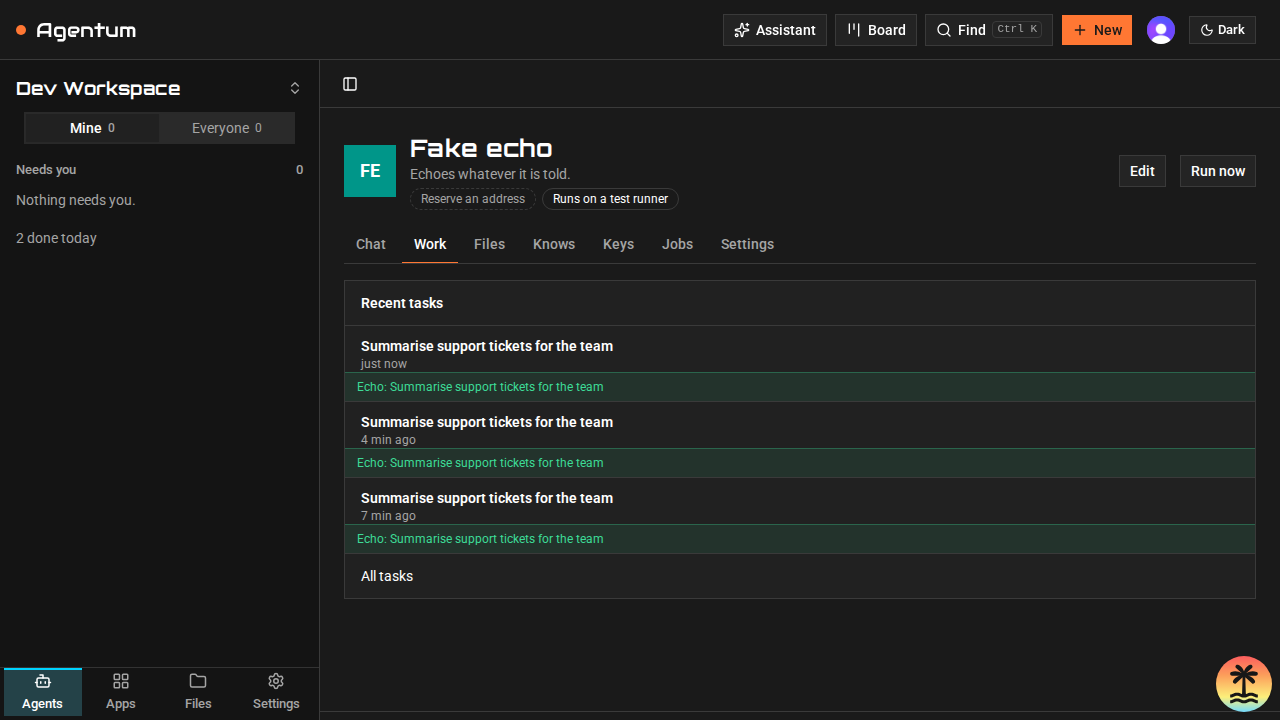 Agentum
Assistant
Board
Find Ctrl K
New
Dark
Dev Workspace
Mine 0
Everyone 0
Needs you 0
Nothing needs you.
2 done today
FE
Fake echo
Echoes whatever it is told.
Reserve an address
Runs on a test runner
Edit
Run now
Chat
Work
Files
Knows
Keys
Jobs
Settings
Recent tasks
Summarise support tickets for the team
just now
Echo: Summarise support tickets for the team
Summarise support tickets for the team
4 min ago
Echo: Summarise support tickets for the team
Summarise support tickets for the team
7 min ago
Echo: Summarise support tickets for the team
All tasks
Agents
Apps
Files
Settings